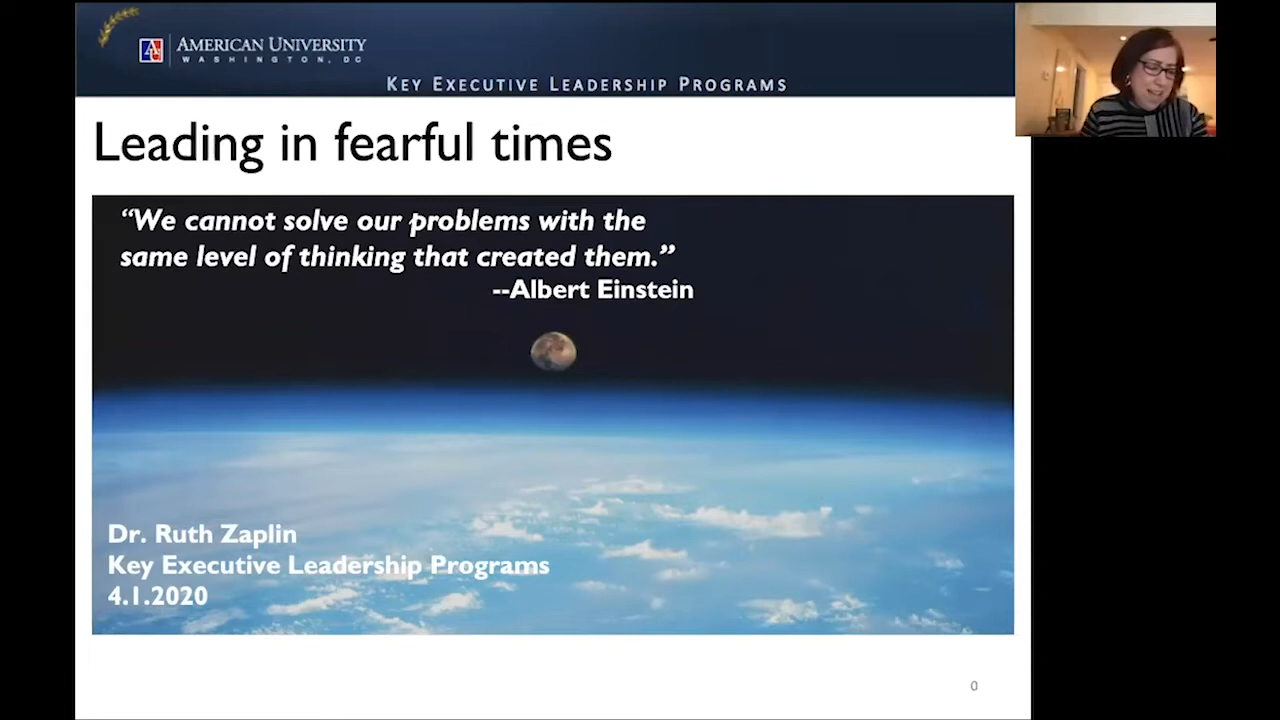 AMERICAN UNIVERSITY
WASHINGTON, DC
KEY EXECUTIVE LEADERSHIP PROGRAMS
Leading in fearful times
“We cannot solve our problems with the
same level of thinking that created them.”
--Albert Einstein
Dr. Ruth Zaplin
Key Executive Leadership Programs
4.1.2020
0